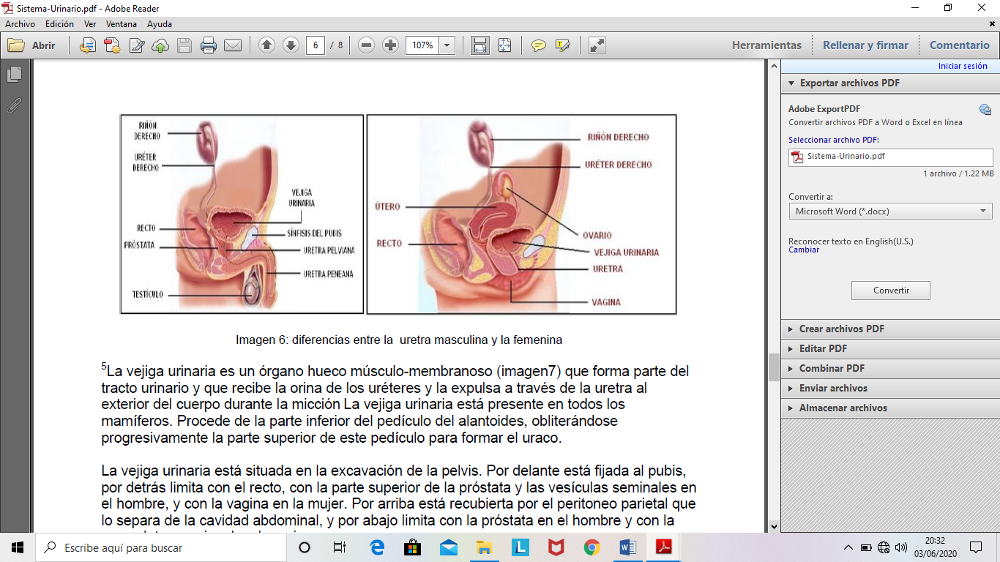 Sistema-Urinario.pdf - Adobe Reader
Archivo Edición Ver Ventana Ayuda
Abrir 6 / 8 107% Herramientas Rellenar y firmar Comentario
Iniciar sesión
RIÑÓN
DERECHO
URÉTER
DERECHO
VEJIGA
URINARIA
RECTO
SÍNFISIS DEL PUBIS
PRÓSTATA
URETRA PELVIANA
URETRA PENEANA
TESTÍCULO
RIÑÓN DERECHO
URÉTER DERECHO
ÚTERO
OVARIO
RECTO
VEJIGA URINARIA
URETRA
VAGINA
Imagen 6: diferencias entre la  uretra masculina y la femenina
5La vejiga urinaria es un órgano hueco músculo-membranoso (imagen7) que forma parte del
tracto urinario y que recibe la orina de los uréteres y la expulsa a través de la uretra al
exterior del cuerpo durante la micción La vejiga urinaria está presente en todos los
mamíferos. Procede de la parte inferior del pedículo del alantoides, obliterándose
progresivamente la parte superior de este pedículo para formar el uraco.
La vejiga urinaria está situada en la excavación de la pelvis. Por delante está fijada al pubis,
por detrás limita con el recto, con la parte superior de la próstata y las vesículas seminales en
el hombre, y con la vagina en la mujer. Por arriba está recubierta por el peritoneo parietal que
lo separa de la cavidad abdominal, y por abajo limita con la próstata en el hombre y con la
Exportar archivos PDF
Adobe ExportPDF
Convertir archivos PDF a Word o Excel en línea
Seleccionar archivo PDF:
Sistema-Urinario.pdf
1 archivo / 1.22 MB
Convertir a:
Microsoft Word (*.docx)
Reconocer texto en English(U.S.)
Cambiar
Convertir
Crear archivos PDF
Editar PDF
Combinar PDF
Enviar archivos
Almacenar archivos
Escribe aquí para buscar
20:32
03/06/2020